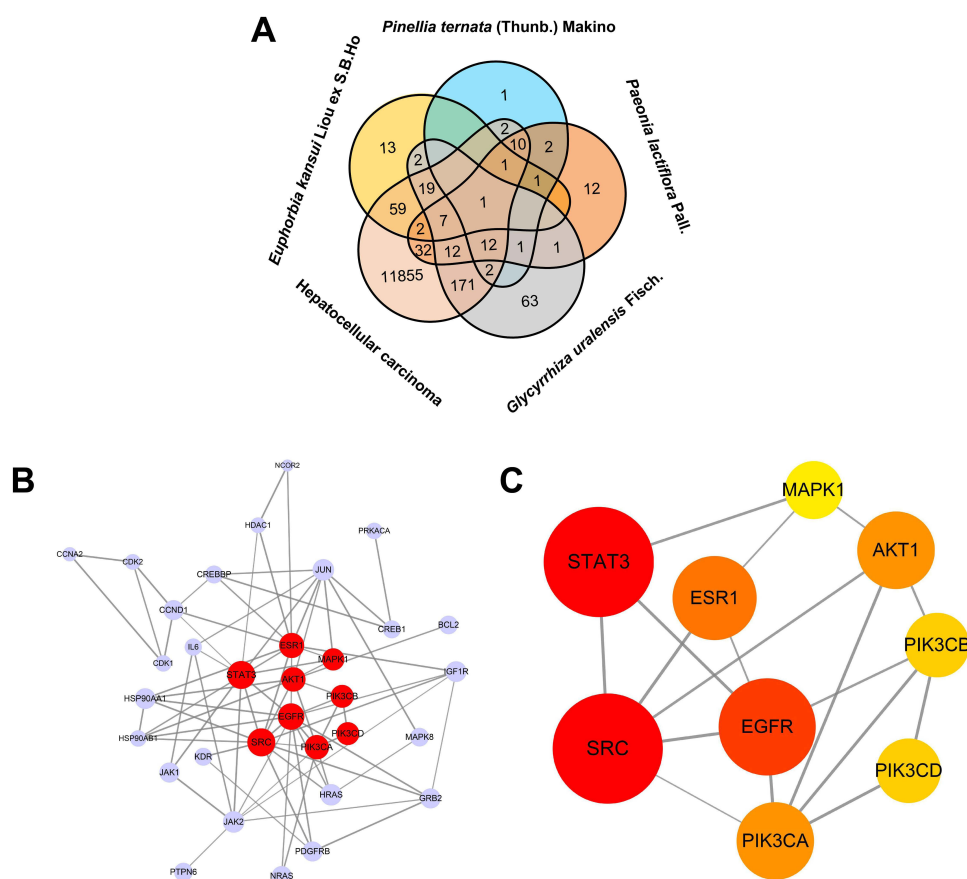 A
Pinellia ternata (Thunb.) Makino
Euphorbia kansui Liou ex S.B.Ho
Paeonia lactiflora Pall.
Glycyrrhiza uralensis Fisch.
Hepatocellular carcinoma
1
13
2
2
10
2
12
1
1
19
59
7
1
2
32
12
12
1
1
11855
171
2
63
B
NCOR2
HDAC1
PRKACA
CCNA2
CDK2
CREBBP
JUN
CCND1
CREB1
BCL2
IL6
ESR1
MAPK1
CDK1
STAT3
AKT1
IGF1R
HSP90AA1
PIK3CB
EGFR
HSP90AB1
SRC
PIK3CD
PIK3CA
MAPK8
KDR
JAK1
HRAS
GRB2
JAK2
PDGFRB
PTPN6
NRAS
C
MAPK1
STAT3
AKT1
ESR1
PIK3CB
SRC
EGFR
PIK3CD
PIK3CA